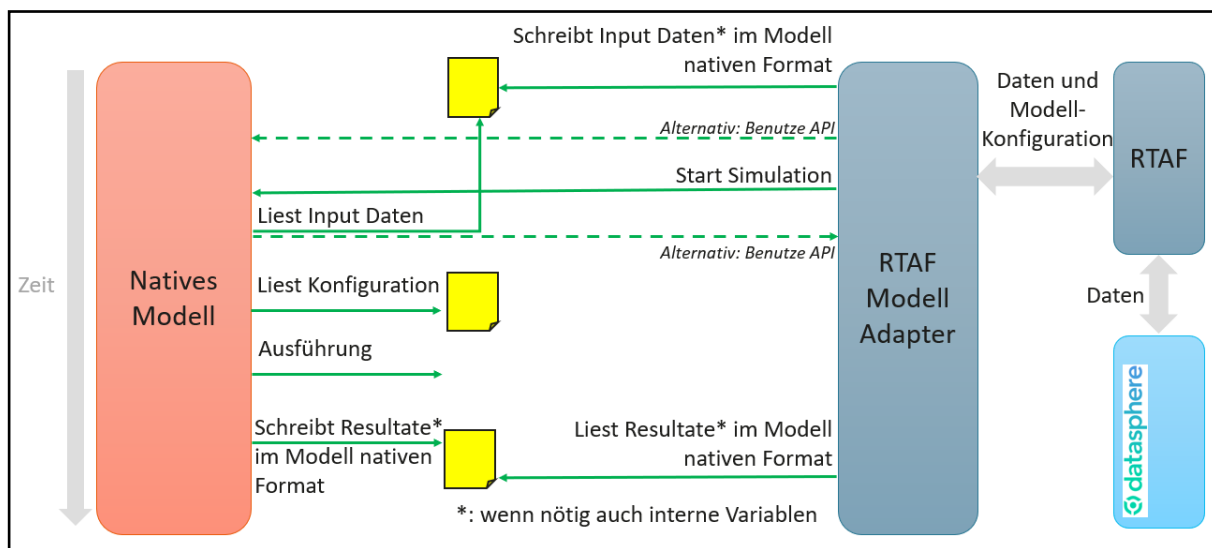 Schreibt Input Daten* im Modell
nativen Format
Daten und
Modell-
Konfiguration
Alternativ: Benutze API
RTAF
Start Simulation
Liest Input Daten
Alternativ: Benutze API
Zeit
Natives
Modell
Liest Konfiguration
RTAF
Modell
Adapter
Daten
Ausführung
datasphere
Schreibt Resultate*
im Modell nativen
Format
Liest Resultate* im Modell
nativen Format
*: wenn nötig auch interne Variablen